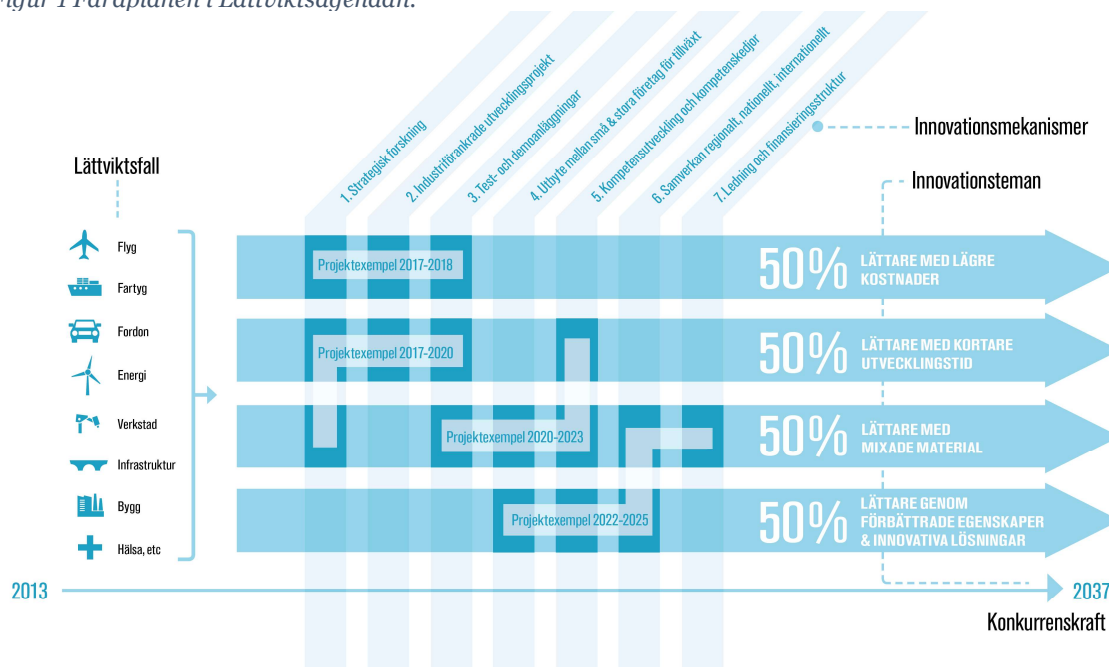 Figur 1 Färdplanen i Lättviktsagendan.
1. Strategisk forskning
2. Industriförankrade utvecklingsprojekt
3. Test- och demoanläggningar
4. Utbyte mellan små & stora företag för tillväxt
5. Kompetensutveckling och kompetenskedjor
6. Samverkan regionalt, nationellt, internationellt
7. Ledning och finansieringsstruktur
Innovationsmekanismer
Innovationsteman
Lättviktsfall
Flyg
Fartyg
Fordon
Energi
Verkstad
Infrastruktur
Bygg
Hälsa, etc
Projektexempel 2017-2018
50% LÄTTARE MED LÄGRE
KOSTNADER
Projektexempel 2017-2020
50% LÄTTARE MED KORTARE
UTVECKLINGSTID
Projektexempel 2020-2023
50% LÄTTARE MED
MIXADE MATERIAL
Projektexempel 2022-2025
50% LÄTTARE GENOM
FÖRBÄTTRADE EGENSKAPER
& INNOVATIVA LÖSNINGAR
2013
2037
Konkurrenskraft